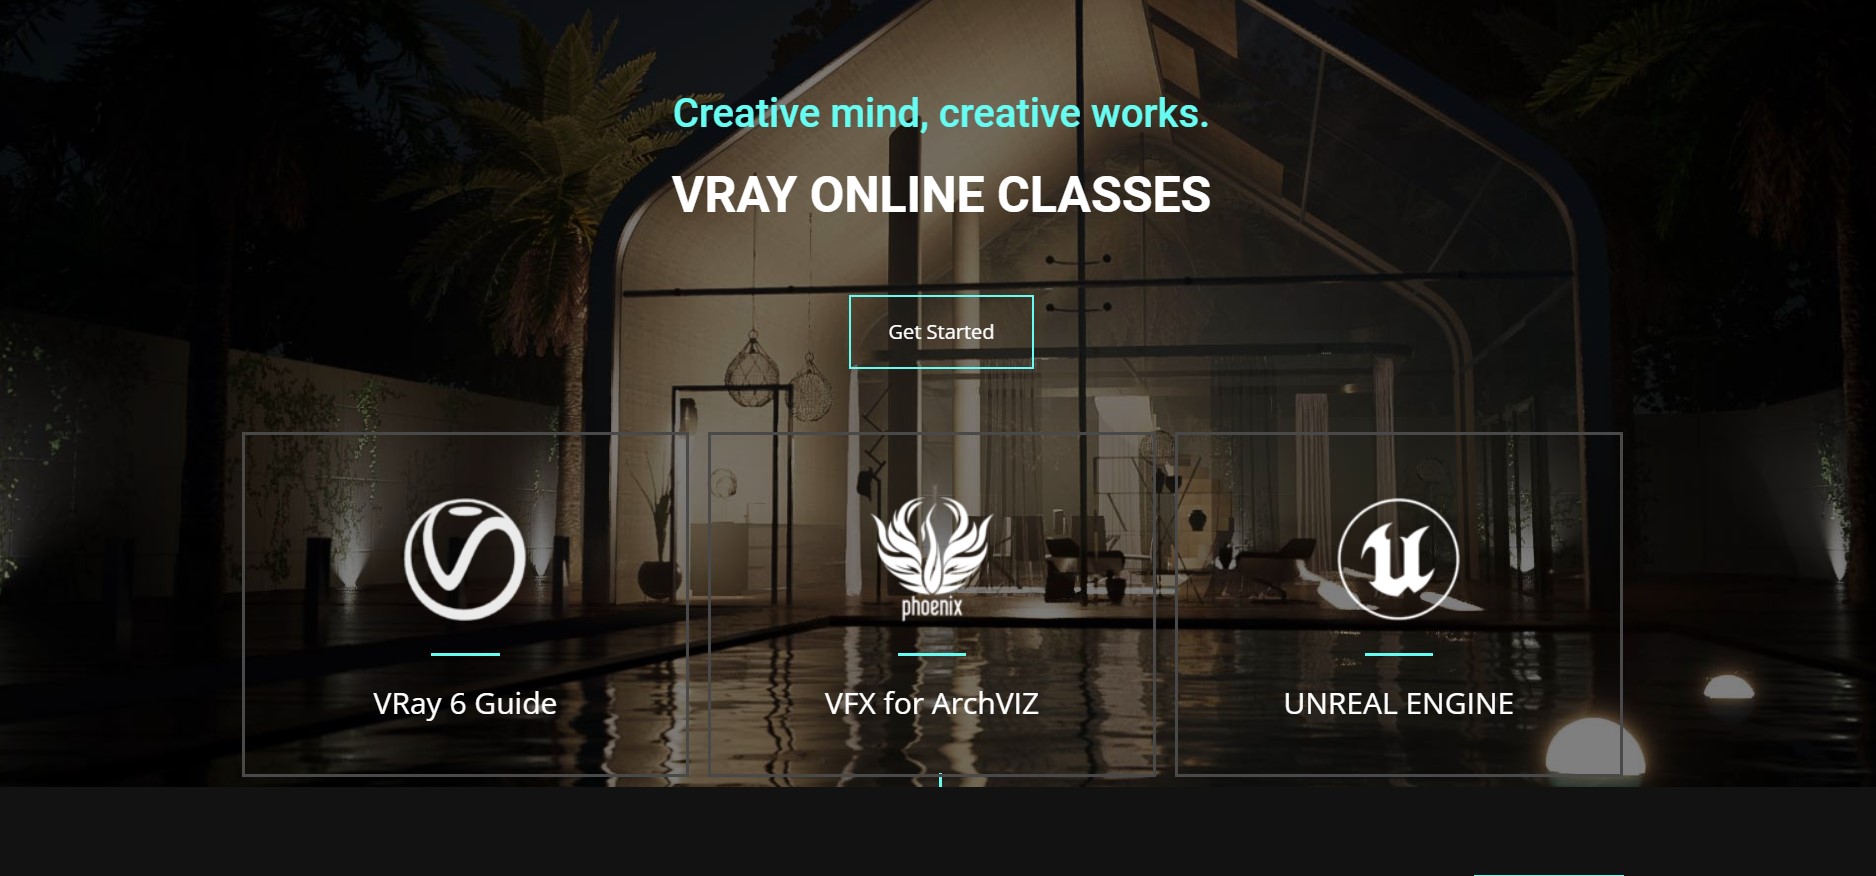 Creative mind, creative works.
VRAY ONLINE CLASSES
Get Started
phoenix
VRay 6 Guide
VFX for ArchVIZ
UNREAL ENGINE